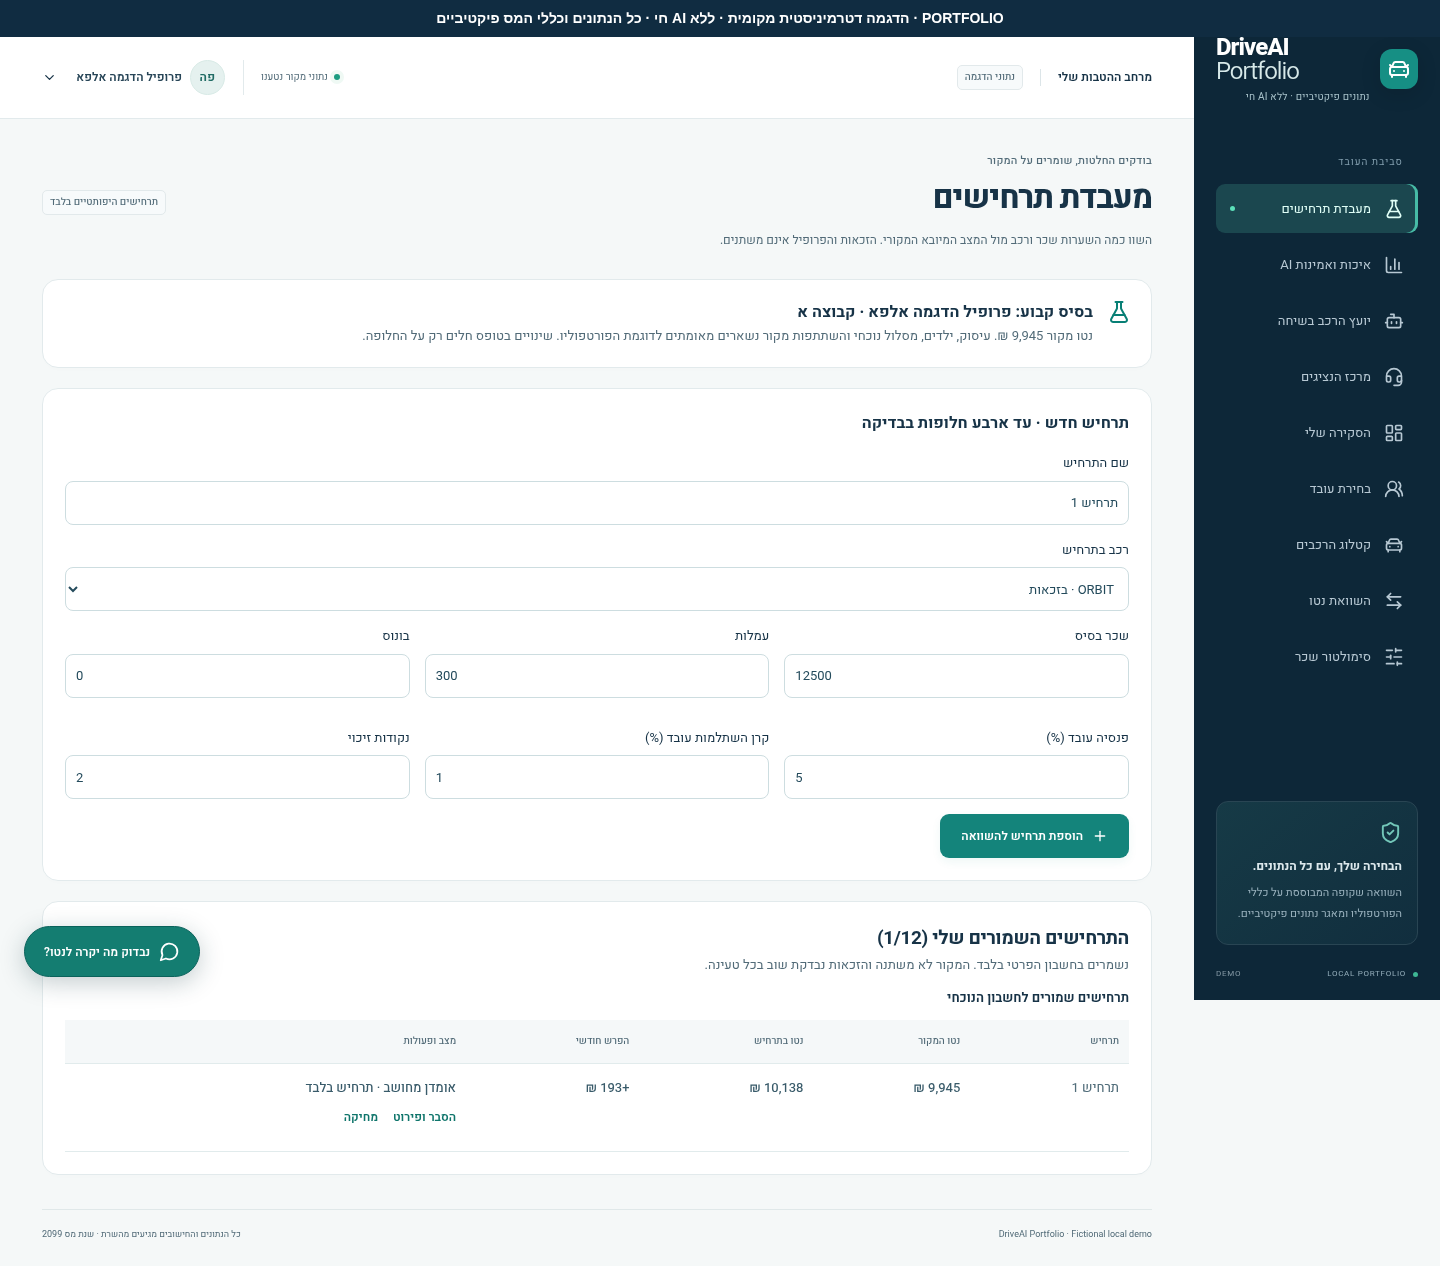 PORTFOLIO · הדגמה דטרמיניסטית מקומית · ללא AI חי · כל הנתונים וכללי המס פיקטיביים
DriveAI
Portfolio
נתונים פיקטיביים · ללא AI חי
סביבת העובד
מעבדת תרחישים
איכות ואמינות AI
יועץ הרכב בשיחה
מרכז הנציגים
הסקירה שלי
בחירת עובד
קטלוג הרכבים
השוואת נטו
סימולטור שכר
הבחירה שלך, עם כל הנתונים.
השוואה שקופה המבוססת על כללי
הפורטפוליו ומאגר נתונים פיקטיביים.
LOCAL PORTFOLIO
DEMO
מרחב ההטבות שלי
נתוני הדגמה
נתוני מקור נטענו
פה
פרופיל הדגמה אלפא
בודקים החלטות, שומרים על המקור
מעבדת תרחישים
תרחישים היפותטיים בלבד
השוו כמה השערות שכר ורכב מול המצב המיובא המקורי. הזכאות והפרופיל אינם משתנים.
בסיס קבוע: פרופיל הדגמה אלפא · קבוצה א
נטו מקור 9,945 ₪. עיסוק, ילדים, מסלול נוכחי והשתתפות מקור נשארים מאומתים לדוגמת הפורטפוליו. שינויים בטופס חלים רק על החלופה.
תרחיש חדש · עד ארבע חלופות בבדיקה
שם התרחיש
תרחיש 1
רכב בתרחיש
ORBIT · בזכאות
שכר בסיס
עמלות
בונוס
12500
300
0
פנסיה עובד (%)
קרן השתלמות עובד (%)
נקודות זיכוי
5
1
2
הוספת תרחיש להשוואה
התרחישים השמורים שלי (1/12)
נשמרים בחשבון הפרטי בלבד. המקור לא משתנה והזכאות נבדקת שוב בכל טעינה.
תרחישים שמורים לחשבון הנוכחי
תרחיש
נטו המקור
נטו בתרחיש
הפרש חודשי
מצב ופעולות
תרחיש 1
9,945 ₪
10,138 ₪
+193 ₪
אומדן מחושב · תרחיש בלבד
הסבר ופירוט
מחיקה
נבדוק מה יקרה לנטו?
DriveAI Portfolio · Fictional local demo
כל הנתונים והחישובים מגיעים מהשרת · שנת מס 2099